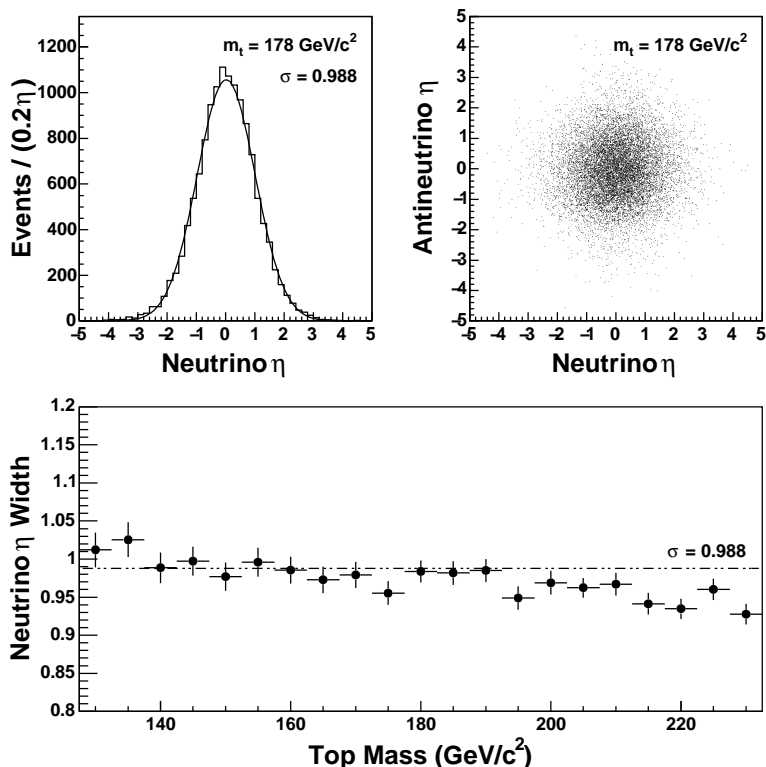 Events / (0.2η)
1200
1000
800
600
400
200
0
m_t = 178 GeV/c²
σ = 0.988
-5 -4 -3 -2 -1 0 1 2 3 4 5
Neutrino η
Antineutrino η
5
4
3
2
1
0
-1
-2
-3
-4
-5
m_t = 178 GeV/c²
-5 -4 -3 -2 -1 0 1 2 3 4 5
Neutrino η
Neutrino η Width
1.2
1.15
1.1
1.05
1
0.95
0.9
0.85
0.8
σ = 0.988
140 160 180 200 220
Top Mass (GeV/c²)